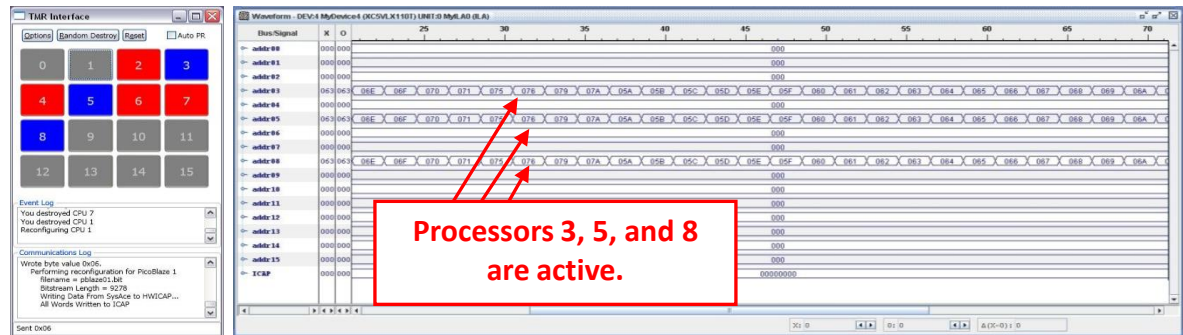 TMR Interface
Options Random Destroy Reset Auto PR
0 1 2 3
4 5 6 7
8 9 10 11
12 13 14 15
Event Log
You destroyed CPU 7
You destroyed CPU 1
Reconfiguring CPU 1
Communications Log
Wrote byte value 0x06.
Performing reconfiguration for PicoBlaze 1
filename = pblaze01.bit
Bitstream Length = 9278
Writing Data From SysAce to HWICAP...
All Words Written to ICAP
Sent 0x06
Waveform - DEV:4 MyDevice4 (XC5VLX110T) UNIT:0 MyILA0 (ILA)
Bus/Signal X O 25 30 35 40 45 50 55 60 65 70
addr00 000 000 000
addr01 000 000 000
addr02 000 000 000
addr03 063 063 06E 06F 070 071 075 076 079 07A 05A 05B 05C 05D 05E 05F 060 061 062 063 064 065 066 067 068 069 06A
addr04 000 000 000
addr05 063 063 06E 06F 070 071 075 076 079 07A 05A 05B 05C 05D 05E 05F 060 061 062 063 064 065 066 067 068 069 06A
addr06 000 000 000
addr07 000 000 000
addr08 063 063 06E 06F 070 071 075 076 079 07A 05A 05B 05C 05D 05E 05F 060 061 062 063 064 065 066 067 068 069 06A
addr09 000 000 000
addr10 000 000 000
addr11 000 000 000
addr12 000 000 000
addr13 000 000 000
addr14 000 000 000
addr15 000 000 000
ICAP 000 000 00000000
Processors 3, 5, and 8
are active.
X: 0 O: 0 Δ(X-O): 0